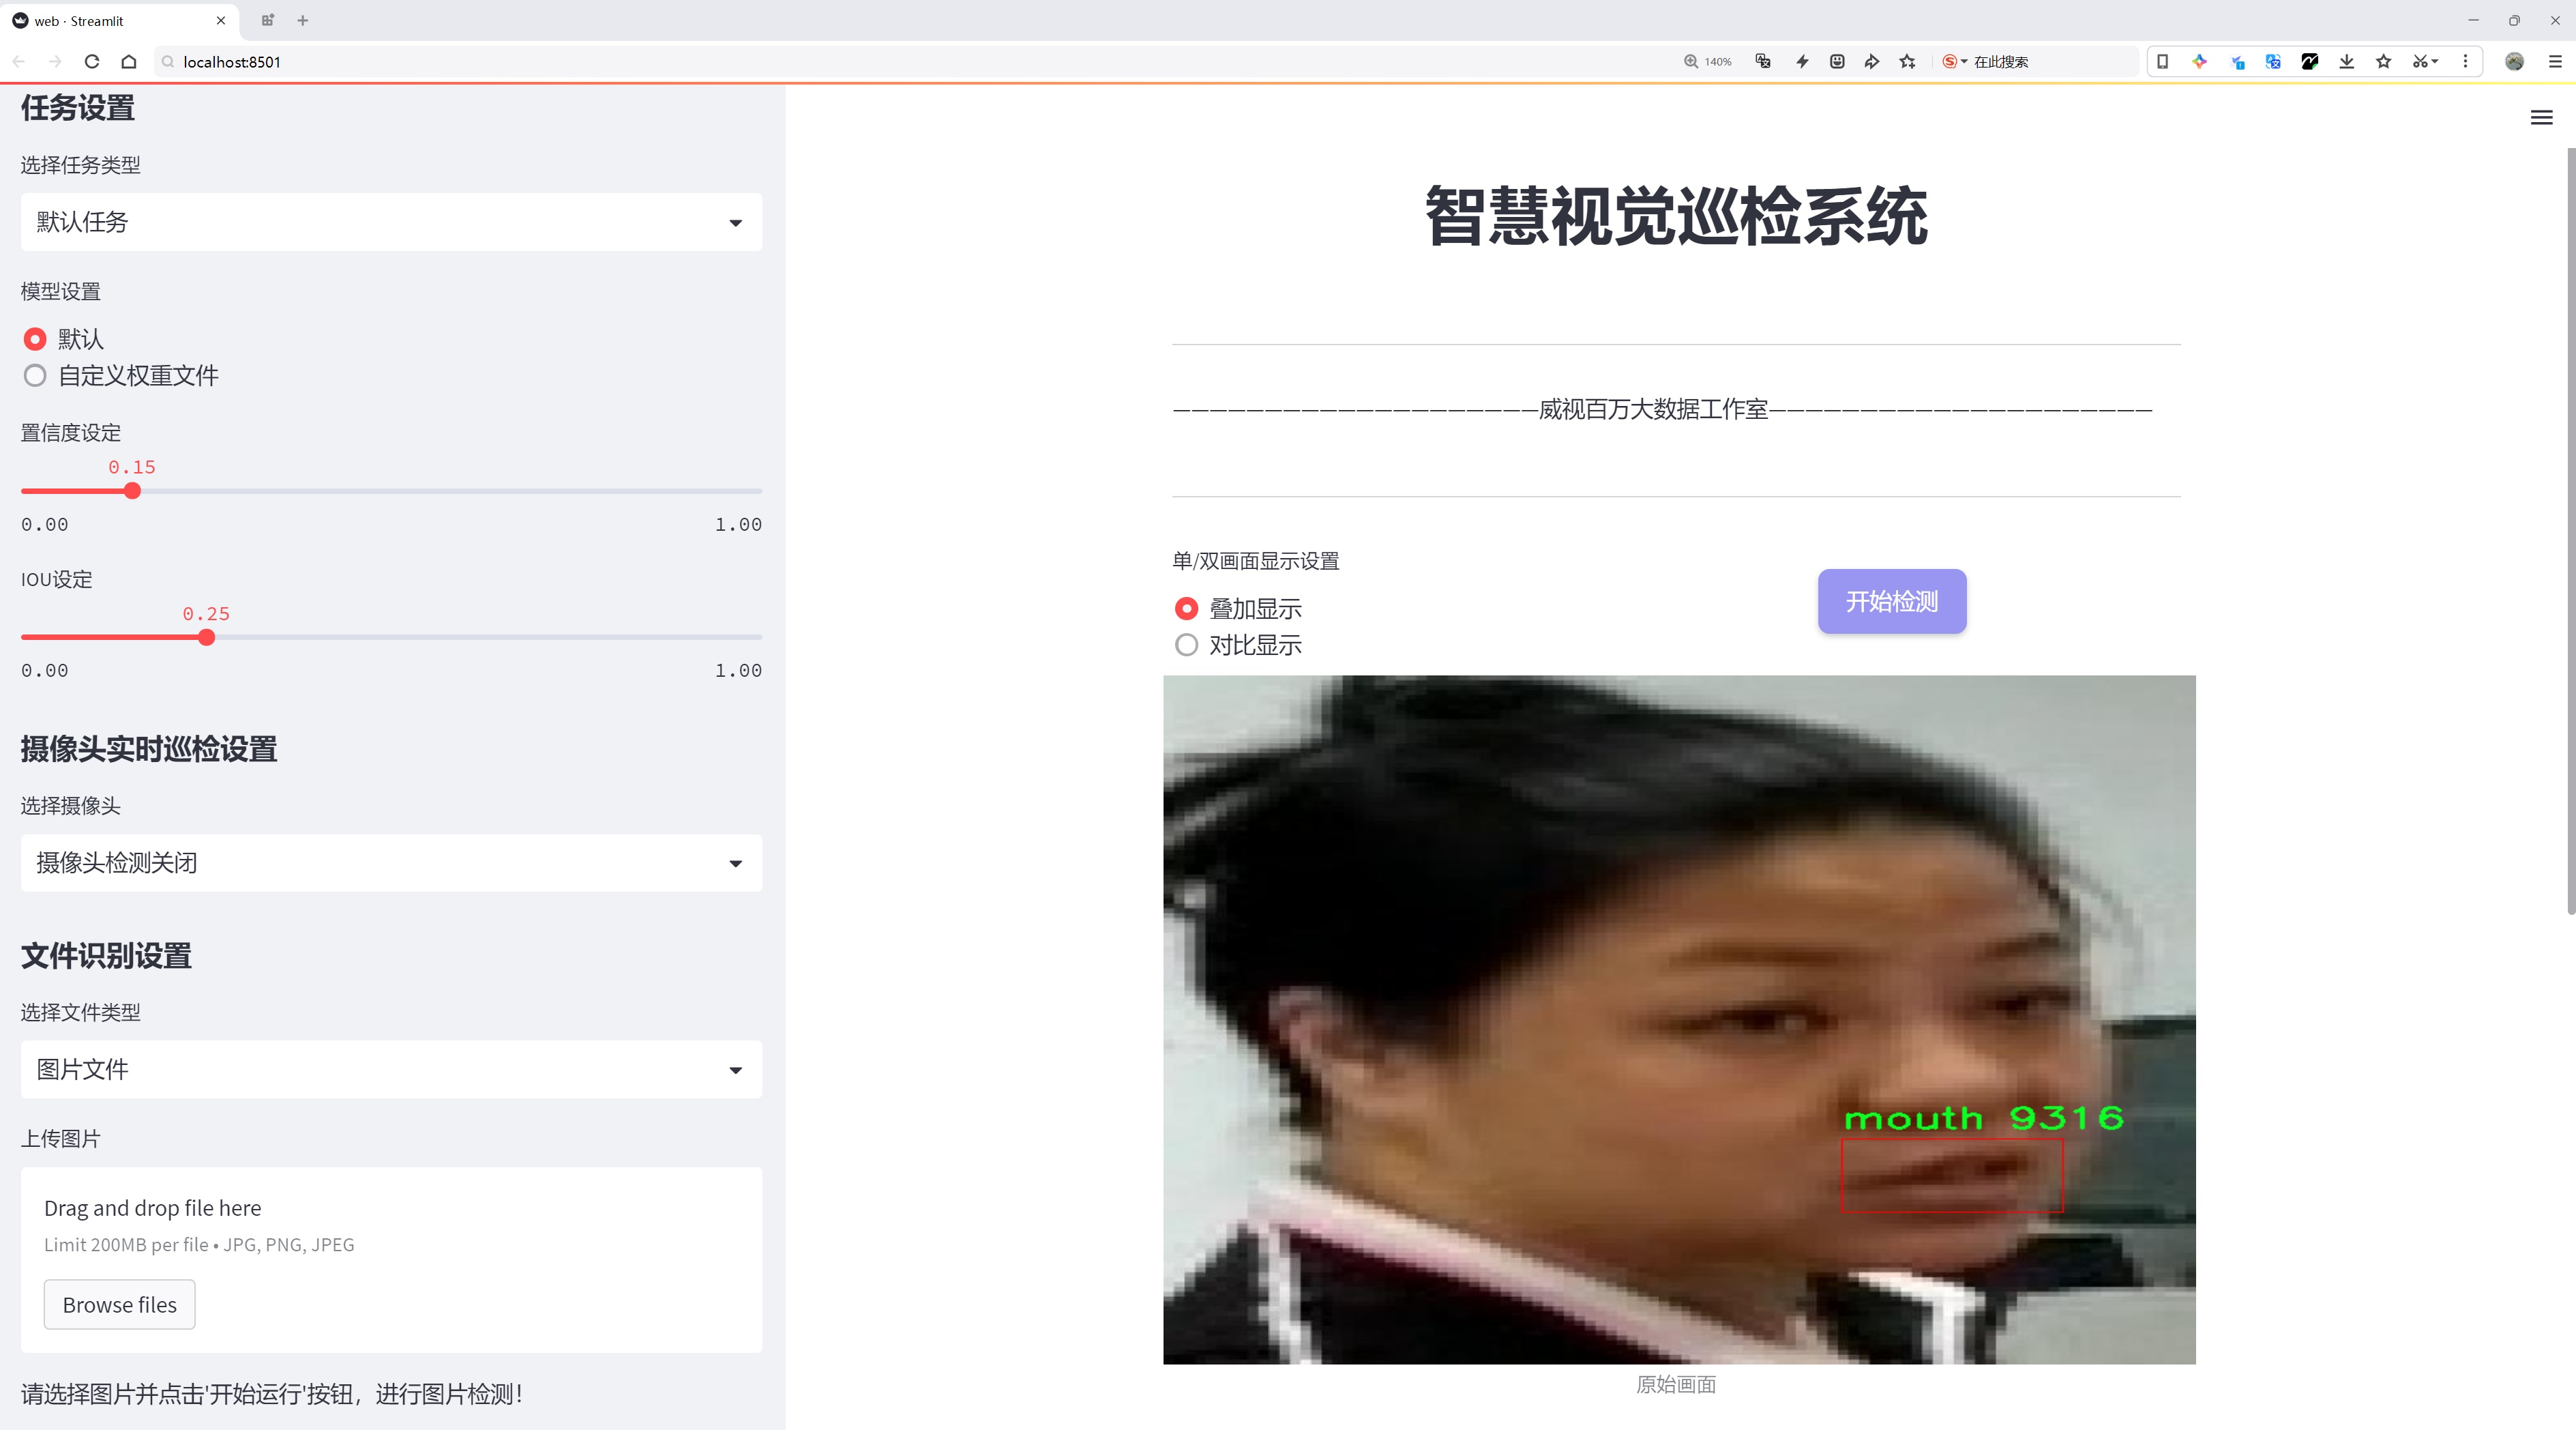 web · Streamlit
localhost:8501
140%
在此搜索
任务设置
选择任务类型
默认任务
模型设置
默认
自定义权重文件
置信度设定
0.15
0.00
1.00
IOU设定
0.25
0.00
1.00
摄像头实时巡检设置
选择摄像头
摄像头检测关闭
文件识别设置
选择文件类型
图片文件
上传图片
Drag and drop file here
Limit 200MB per file • JPG, PNG, JPEG
Browse files
请选择图片并点击'开始运行'按钮，进行图片检测！
智慧视觉巡检系统
————————————————————威视百万大数据工作室—————————————————————
单/双画面显示设置
叠加显示
对比显示
开始检测
mouth 9316
原始画面